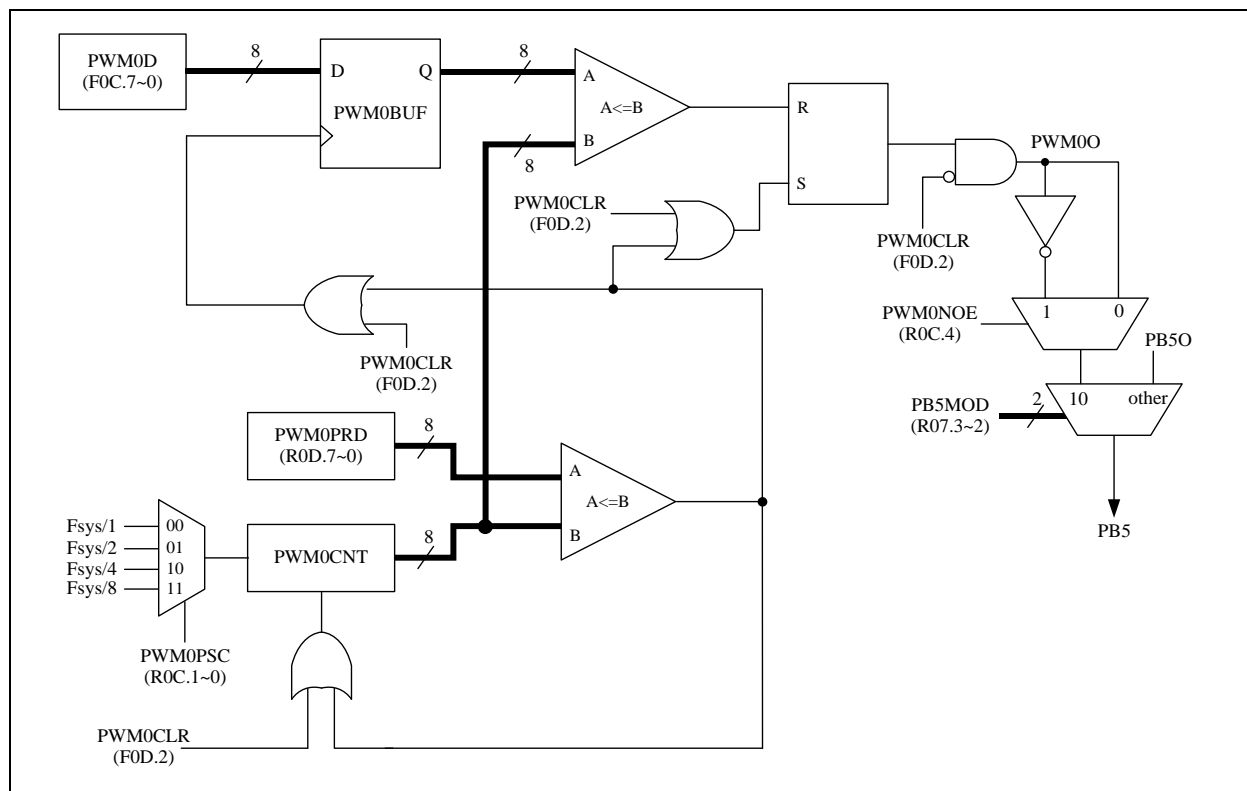 PWM0D
(F0C.7~0)
8
D
Q
PWM0BUF
8
A
A<=B
B
8
R
S
PWM0O
PWM0CLR
(F0D.2)
PWM0CLR
(F0D.2)
1
0
PWM0NOE
(R0C.4)
PB5O
PWM0CLR
(F0D.2)
PB5MOD
(R07.3~2)
2
10
other
PB5
PWM0PRD
(R0D.7~0)
8
A
A<=B
B
Fsys/1
00
Fsys/2
01
Fsys/4
10
Fsys/8
11
PWM0CNT
8
PWM0PSC
(R0C.1~0)
PWM0CLR
(F0D.2)